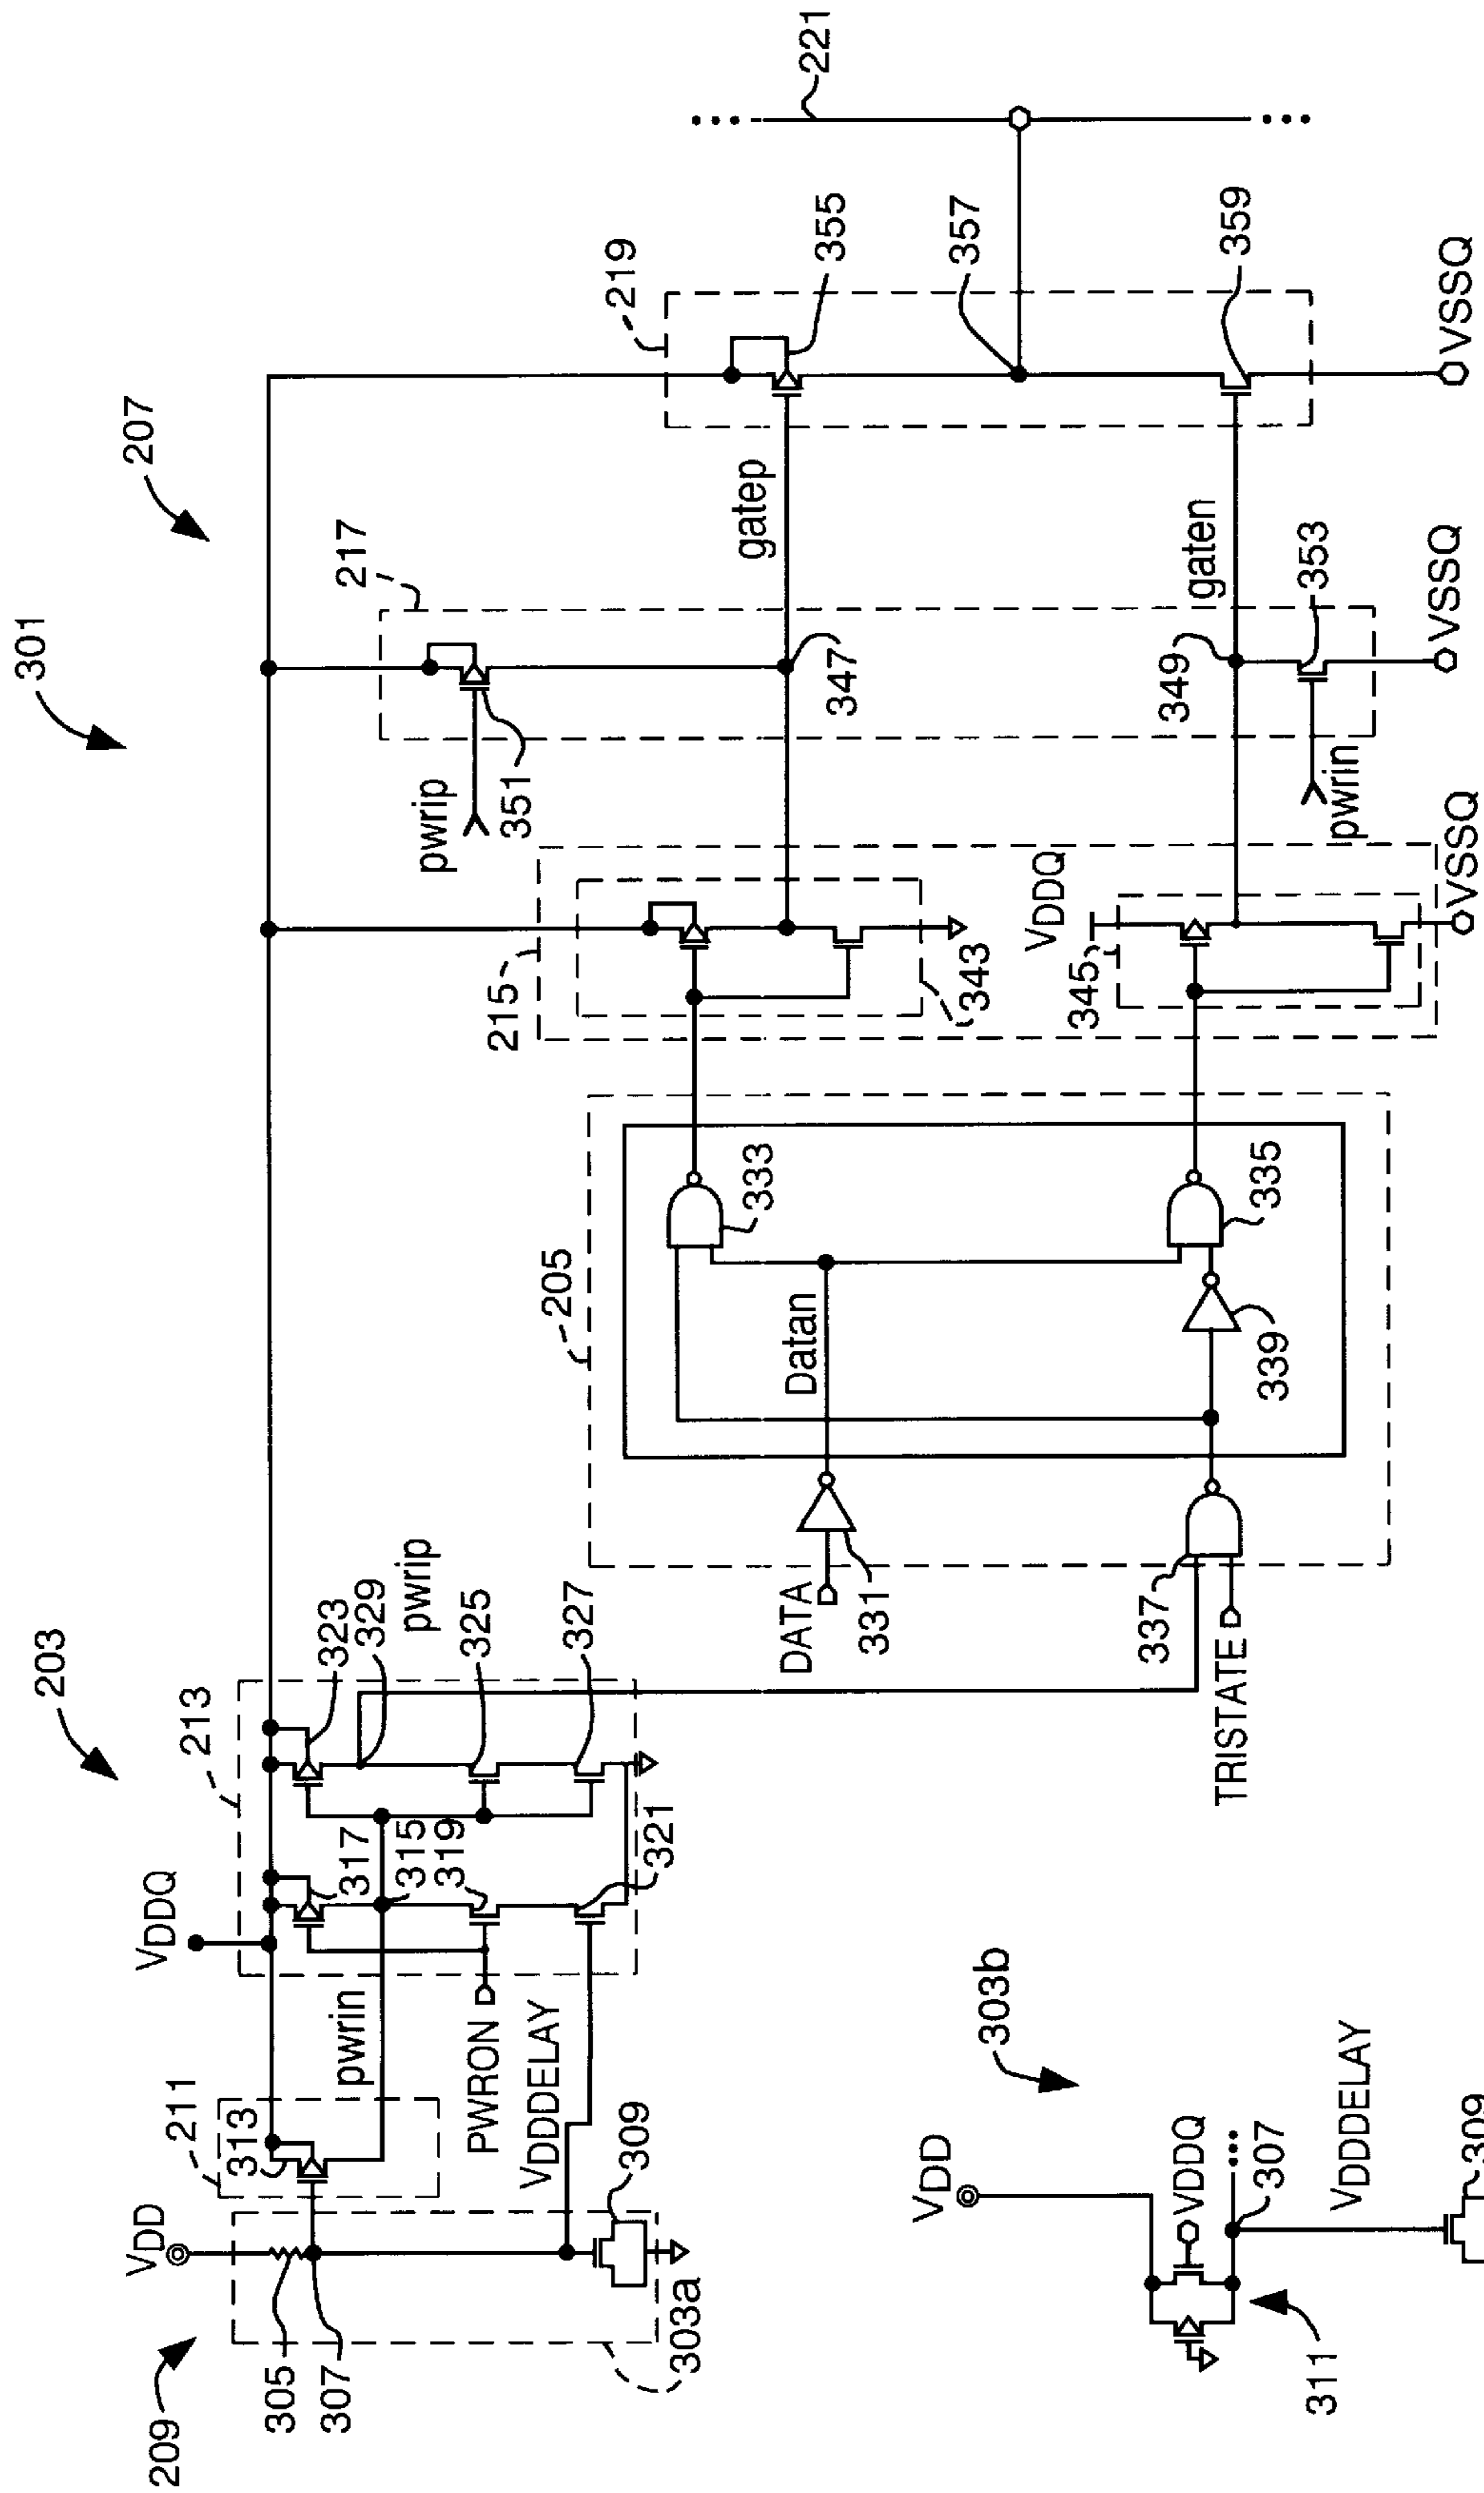 301
203
207
209
VDD
211
313
VDDQ
213
323
329
pwrip
pwrin
317
315
319
325
327
321
PWRON
VDDDELAY
305
307
309
303a
205
DATA
331
Datan
333
335
337
339
TRISTATE
215
343
VDDQ
345
VSSQ
217
pwrip
351
347
349
pwrin
353
VSSQ
gatep
gaten
219
355
357
359
VSSQ
221
303b
VDD
VDDQ
307
VDDDELAY
311
309